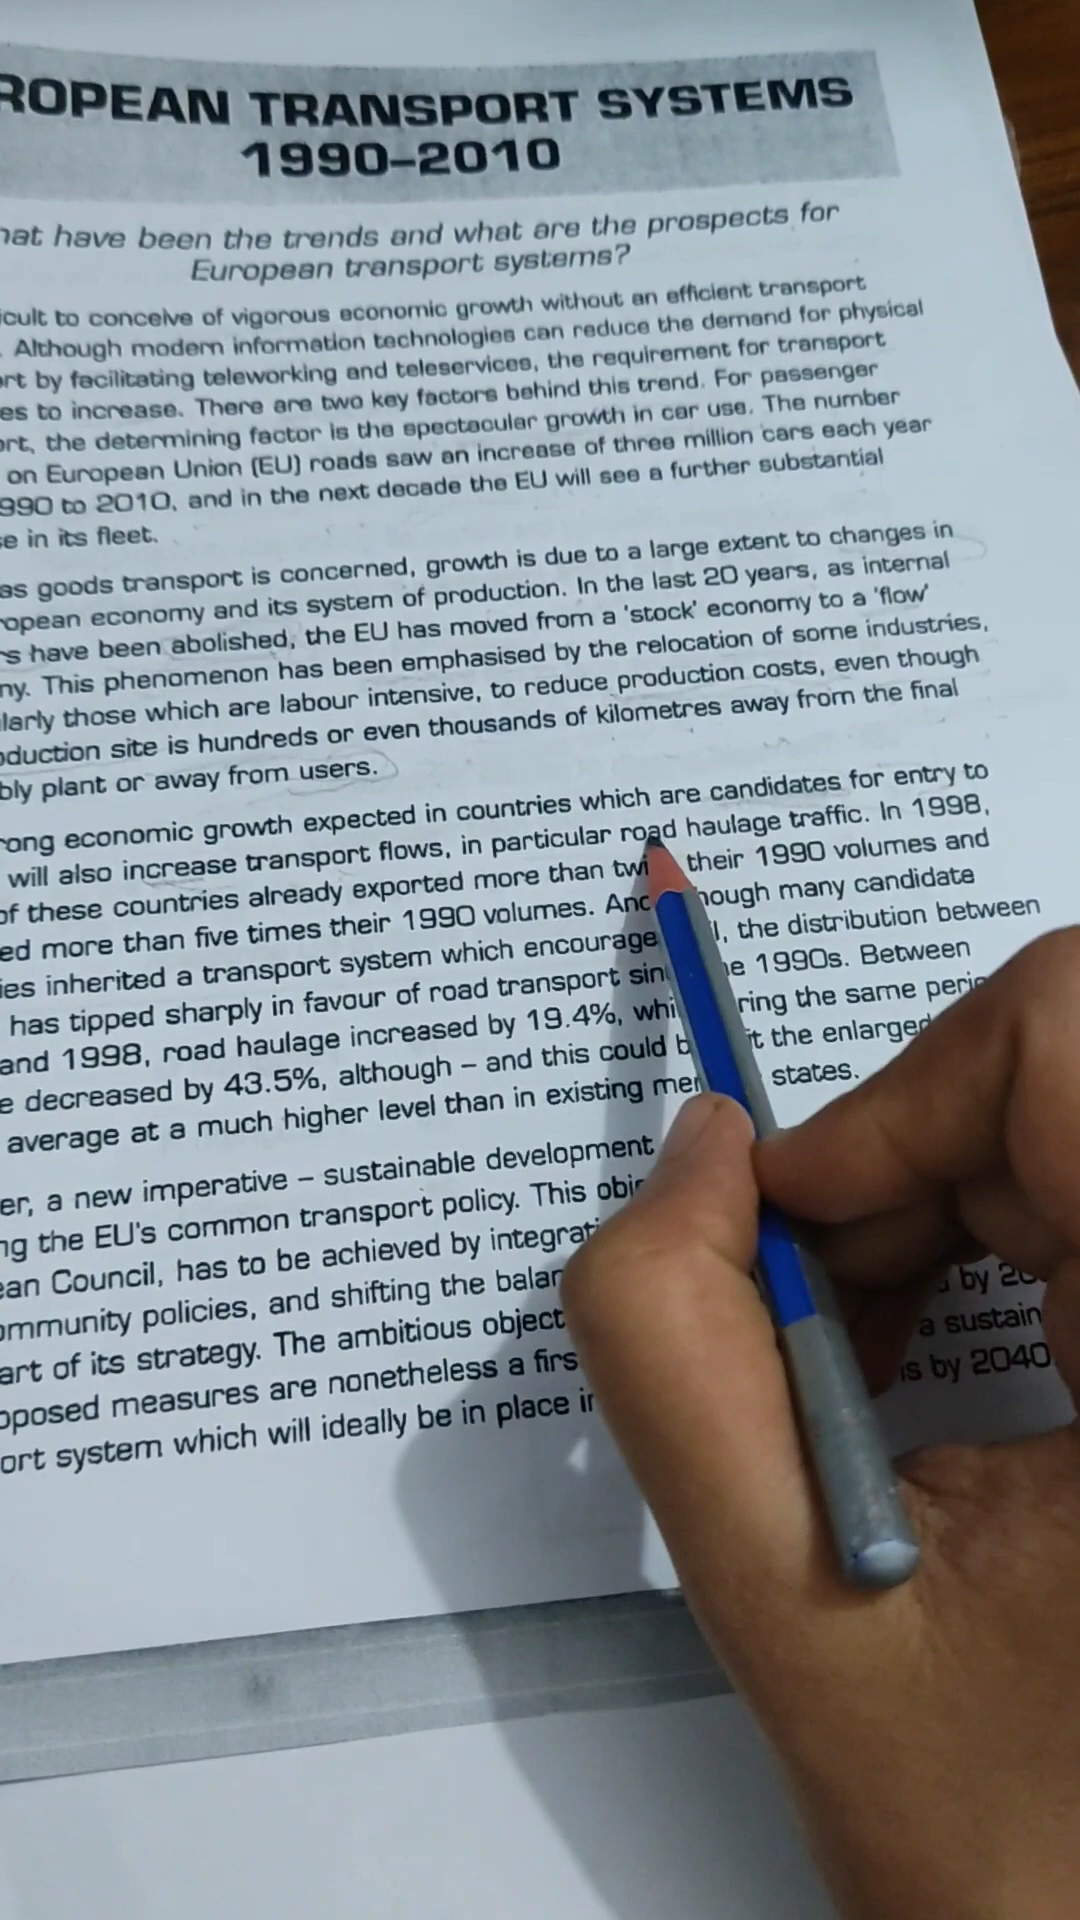 ROPEAN TRANSPORT SYSTEMS
1990–2010
hat have been the trends and what are the prospects for
European transport systems?
icult to conceive of vigorous economic growth without an efficient transport
. Although modern information technologies can reduce the demand for physical
ort by facilitating teleworking and teleservices, the requirement for transport
es to increase. There are two key factors behind this trend. For passenger
ort, the determining factor is the spectacular growth in car use. The number
on European Union (EU) roads saw an increase of three million cars each year
990 to 2010, and in the next decade the EU will see a further substantial
se in its fleet.
as goods transport is concerned, growth is due to a large extent to changes in
ropean economy and its system of production. In the last 20 years, as internal
rs have been abolished, the EU has moved from a 'stock' economy to a 'flow'
ny. This phenomenon has been emphasised by the relocation of some industries,
ularly those which are labour intensive, to reduce production costs, even though
oduction site is hundreds or even thousands of kilometres away from the final
bly plant or away from users.
rong economic growth expected in countries which are candidates for entry to
will also increase transport flows, in particular road haulage traffic. In 1998,
of these countries already exported more than twi their 1990 volumes and
ed more than five times their 1990 volumes. And hough many candidate
ies inherited a transport system which encourage l, the distribution between
has tipped sharply in favour of road transport sin he 1990s. Between
and 1998, road haulage increased by 19.4%, whi ring the same perio
e decreased by 43.5%, although – and this could b it the enlarged
average at a much higher level than in existing mem states.
er, a new imperative – sustainable development
ng the EU's common transport policy. This obje
ean Council, has to be achieved by integrati
ommunity policies, and shifting the balan by 20
art of its strategy. The ambitious object a sustain
oposed measures are nonetheless a firs is by 2040
ort system which will ideally be in place in